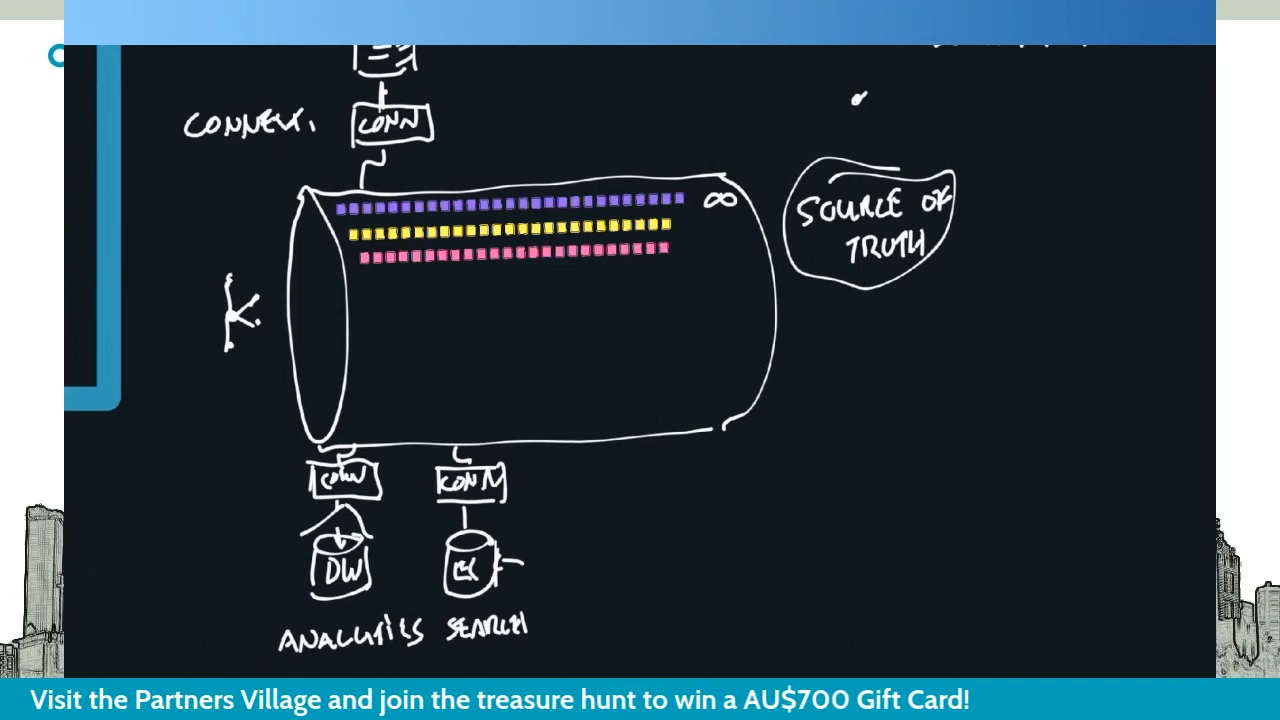 CONNECT.
CONN
∞
SOURCE OF
TRUTH
K
CONN
CONN
DW
ANALYTICS
SEARCH
Visit the Partners Village and join the treasure hunt to win a AU$700 Gift Card!